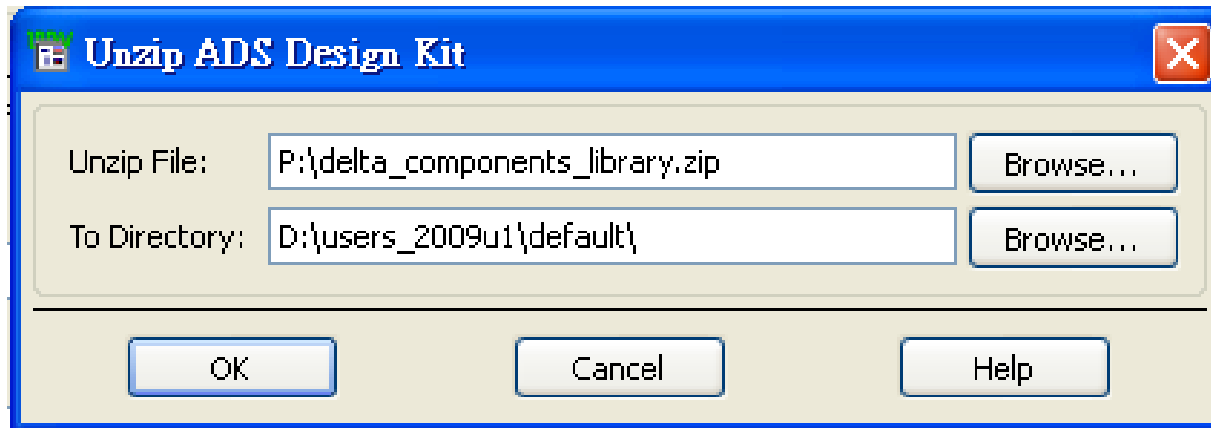 Unzip ADS Design Kit
Unzip File: P:\delta_components_library.zip Browse...
To Directory: D:\users_2009u1\default\ Browse...
OK Cancel Help